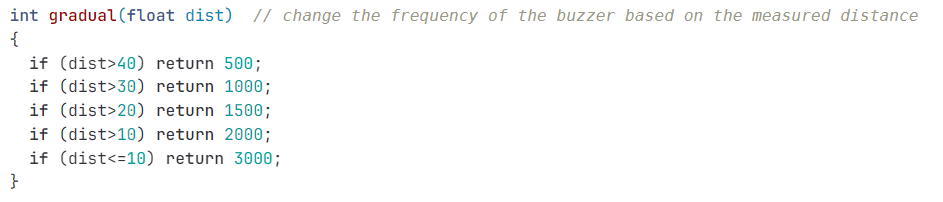 int gradual(float dist)  // change the frequency of the buzzer based on the measured distance
{
  if (dist>40) return 500;
  if (dist>30) return 1000;
  if (dist>20) return 1500;
  if (dist>10) return 2000;
  if (dist<=10) return 3000;
}